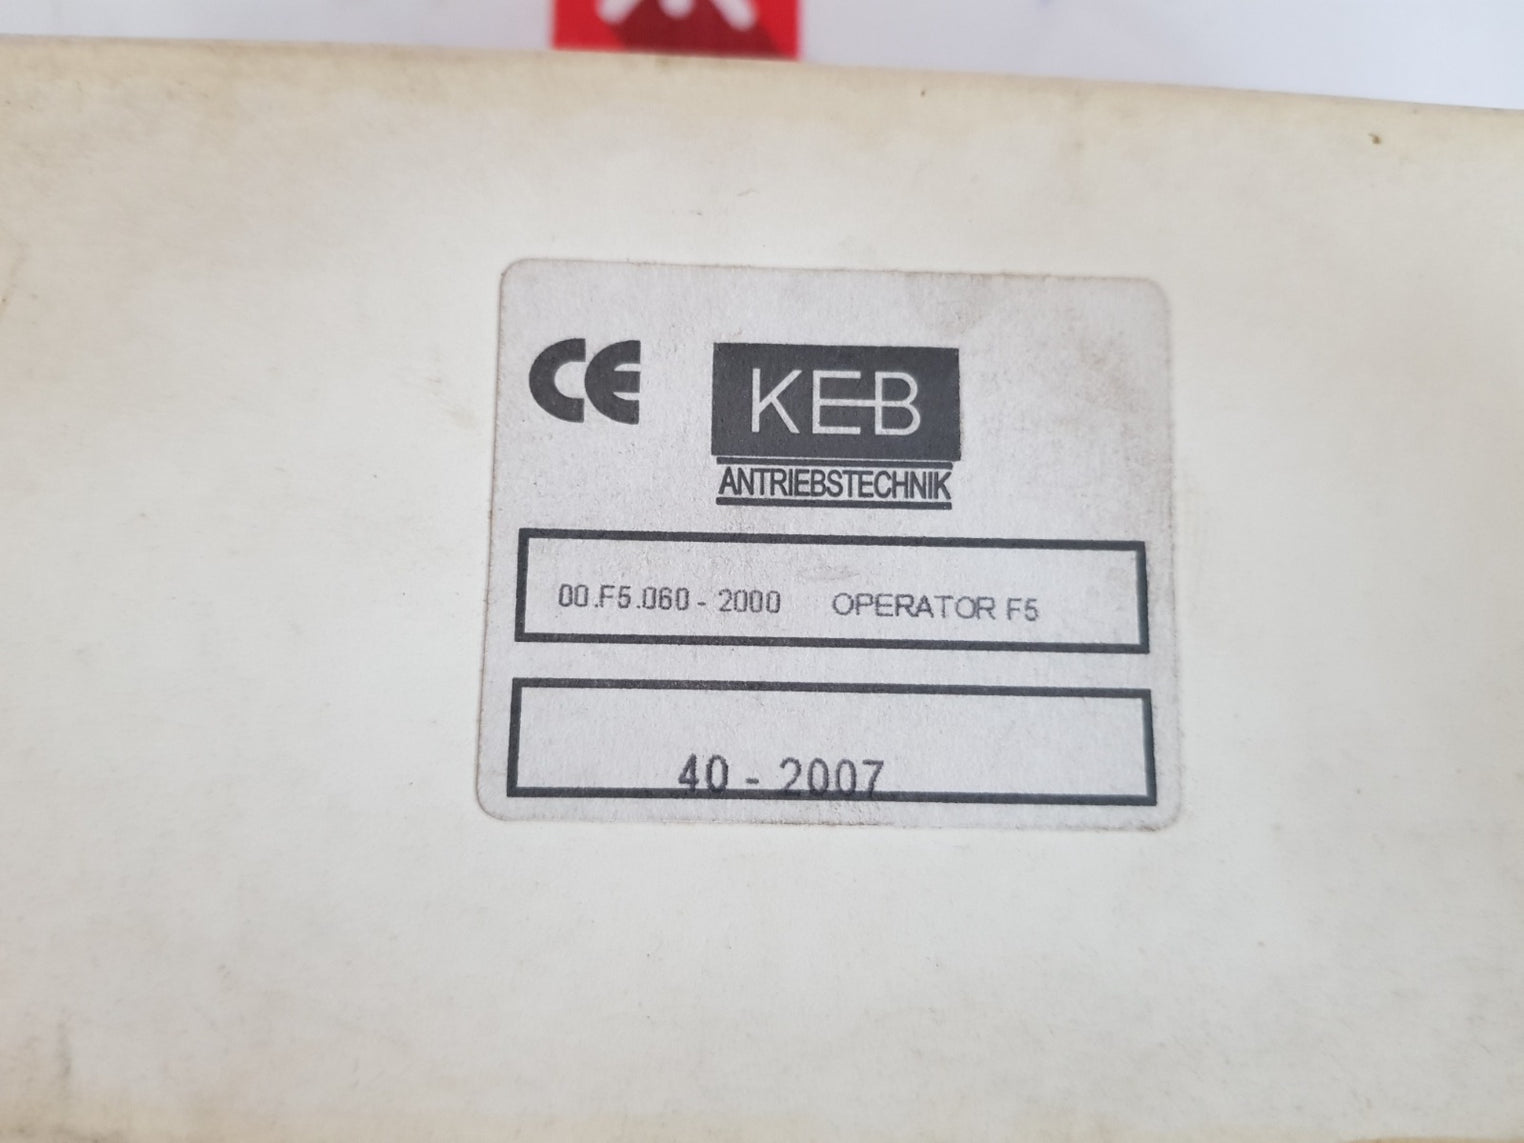 CE
KEB
ANTRIEBSTECHNIK
00.F5.060 - 2000 OPERATOR F5
40 - 2007